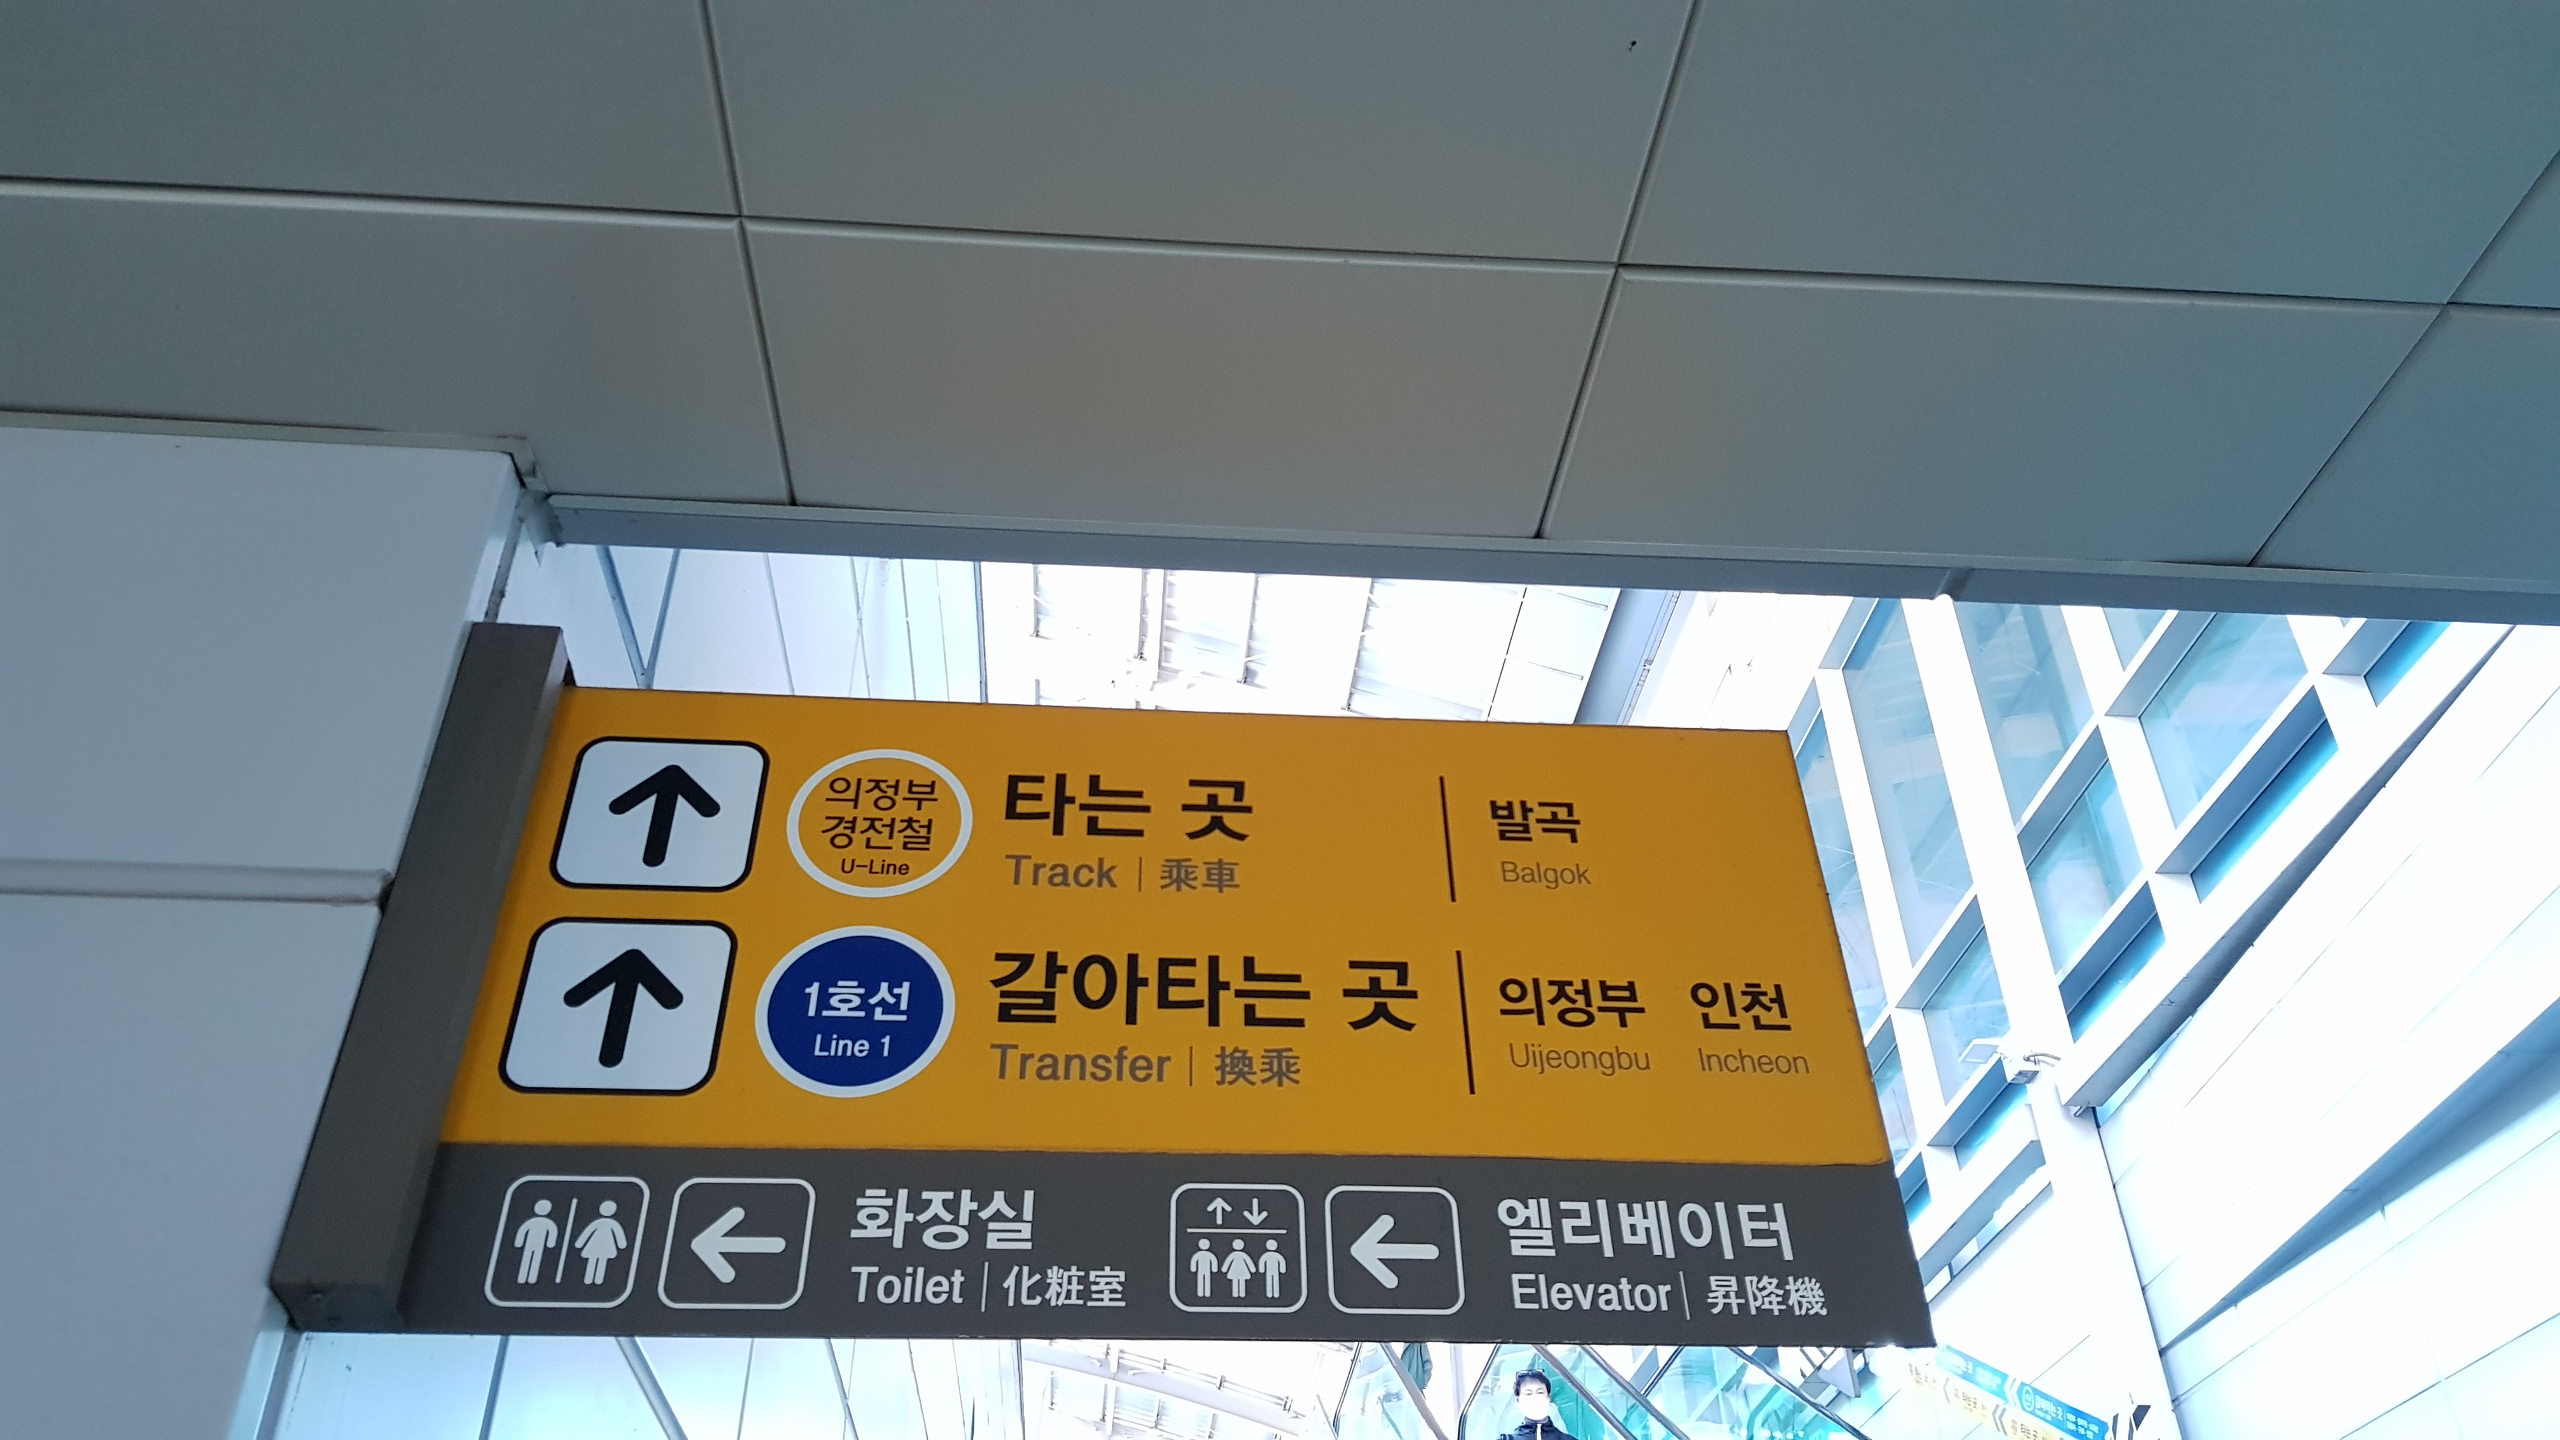 의정부
경전철
U-Line
타는 곳
Track | 乘車
발곡
Balgok
1호선
Line 1
갈아타는 곳
Transfer | 換乘
의정부 인천
Uijeongbu Incheon
화장실
Toilet | 化粧室
엘리베이터
Elevator | 昇降機